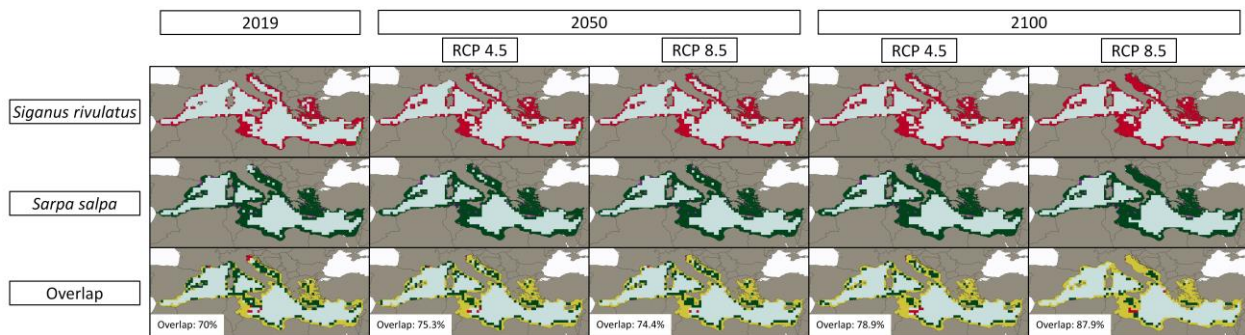 2019 2050 2100
RCP 4.5 RCP 8.5 RCP 4.5 RCP 8.5
Siganus rivulatus
Sarpa salpa
Overlap
Overlap: 70% Overlap: 75.3% Overlap: 74.4% Overlap: 78.9% Overlap: 87.9%